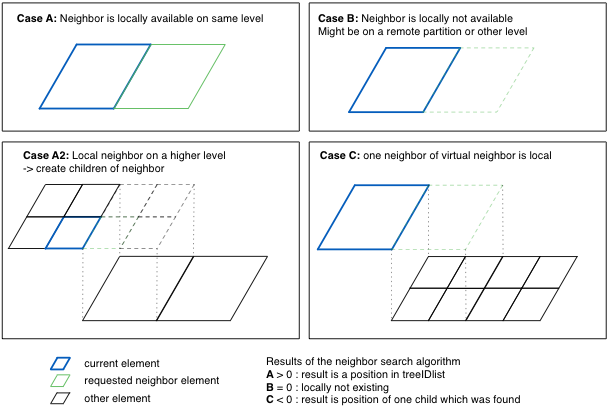 Case A: Neighbor is locally available on same level
Case B: Neighbor is locally not available
Might be on a remote partition or other level
Case A2: Local neighbor on a higher level
-> create children of neighbor
Case C: one neighbor of virtual neighbor is local
current element
requested neighbor element
other element
Results of the neighbor search algorithm
A > 0 : result is a position in treeIDlist
B = 0 : locally not existing
C < 0 : result is position of one child which was found